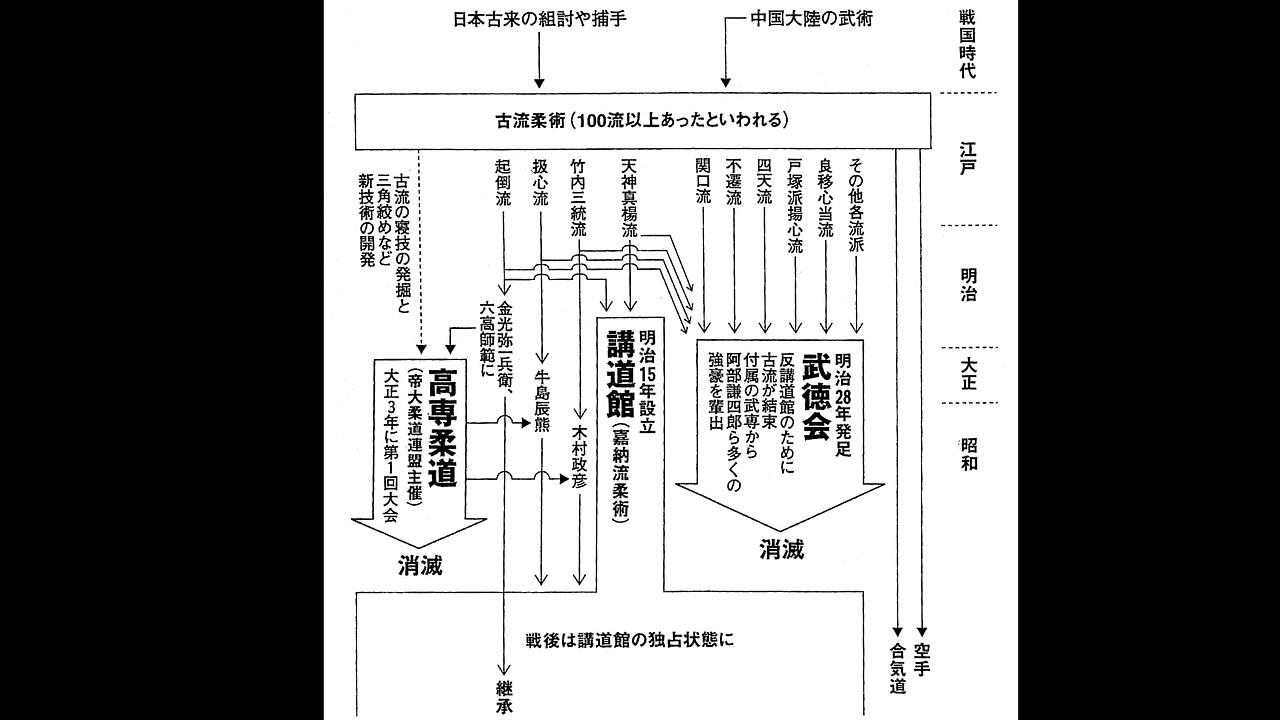 日本古来の組討や捕手
中国大陸の武術
戦国時代
古流柔術（100流以上あったといわれる）
江戸
古流の寝技の発掘と
三角絞めなど
新技術の開発
起倒流
扱心流
竹内三統流
天神真楊流
関口流
不遷流
四天流
戸塚派揚心流
良移心当流
その他各流派
明治
金光弥一兵衛、
六高師範に
明治15年設立
講道館（嘉納流柔術）
明治28年発足
武徳会
反講道館のために
古流が結束
付属の武専から
阿部謙四郎ら多くの
強豪を輩出
大正
高専柔道
（帝大柔道連盟主催）
大正3年に第1回大会
牛島辰熊
木村政彦
昭和
消滅
消滅
戦後は講道館の独占状態に
継承
合気道
空手